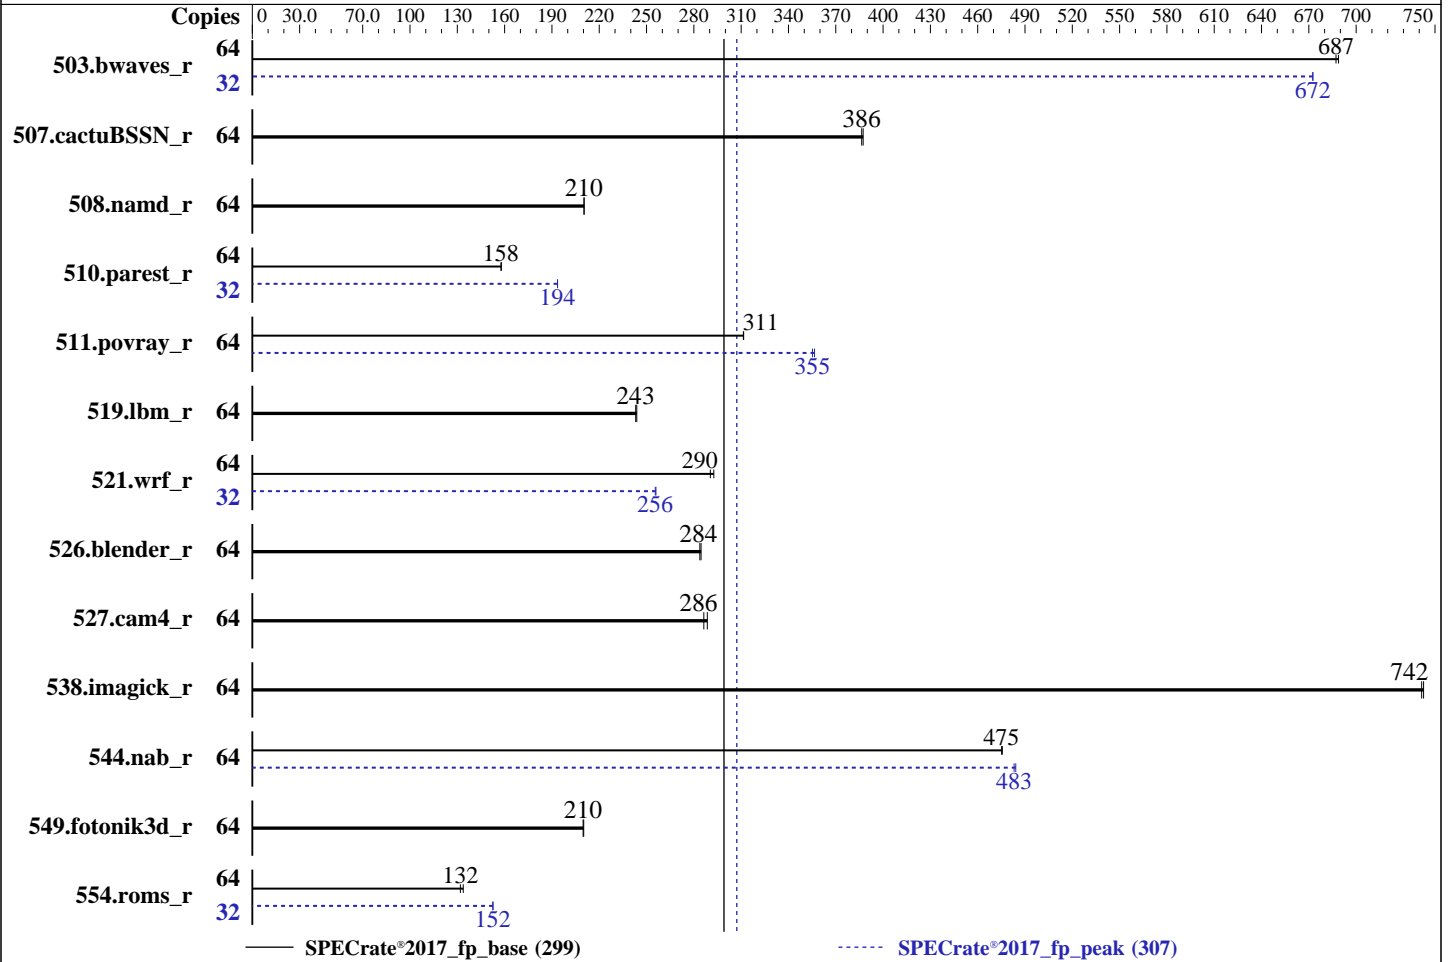 Copies 0 30.0 70.0 100 130 160 190 220 250 280 310 340 370 400 430 460 490 520 550 580 610 640 670 700 750
503.bwaves_r 64 687
32 672
507.cactuBSSN_r 64 386
508.namd_r 64 210
510.parest_r 64 158
32 194
511.povray_r 64 311
355
519.lbm_r 64 243
521.wrf_r 64 290
32 256
526.blender_r 64 284
527.cam4_r 64 286
538.imagick_r 64 742
544.nab_r 64 475
483
549.fotonik3d_r 64 210
554.roms_r 64 132
32 152
SPECrate®2017_fp_base (299) SPECrate®2017_fp_peak (307)